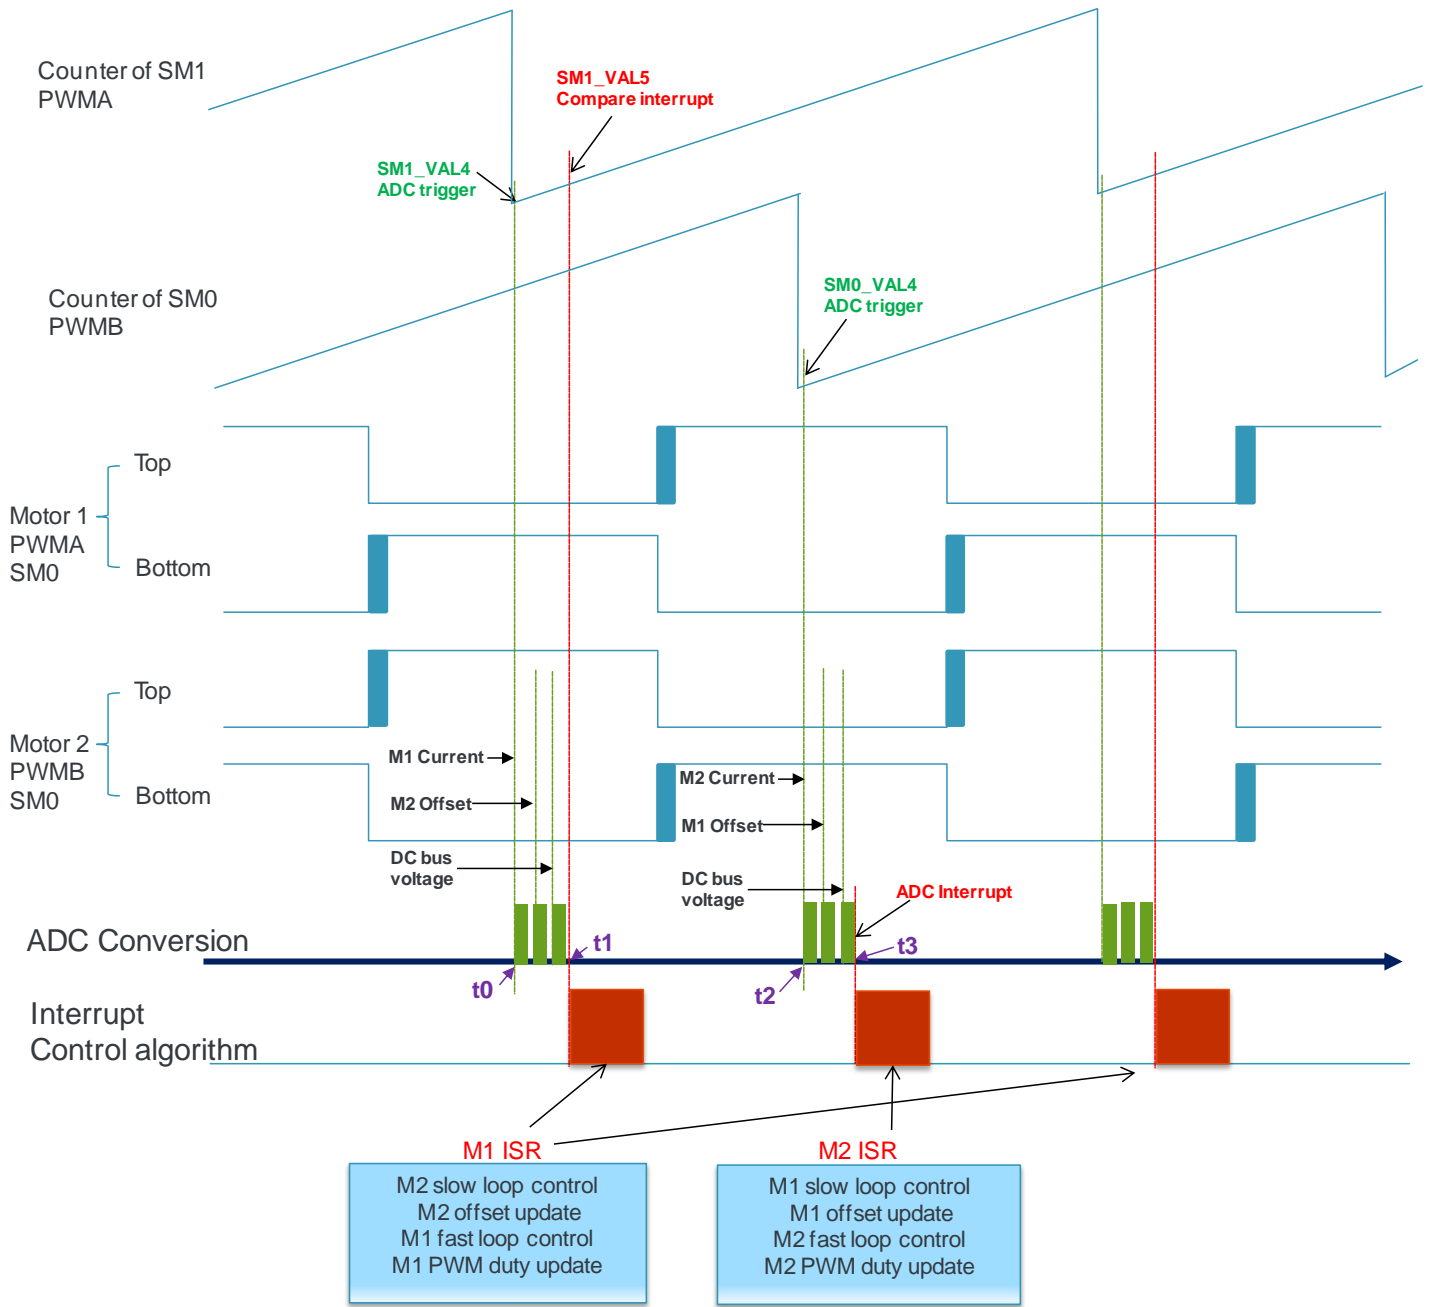 Counter of SM1
PWMA
SM1_VAL5
Compare interrupt
SM1_VAL4
ADC trigger
Counter of SM0
PWMB
SM0_VAL4
ADC trigger
Top
Motor 1
PWMA
SM0
Bottom
Top
Motor 2
PWMB
SM0
Bottom
M1 Current
M2 Offset
DC bus
voltage
M2 Current
M1 Offset
DC bus
voltage
ADC Interrupt
ADC Conversion
t0
t1
t2
t3
Interrupt
Control algorithm
M1 ISR
M2 slow loop control
M2 offset update
M1 fast loop control
M1 PWM duty update
M2 ISR
M1 slow loop control
M1 offset update
M2 fast loop control
M2 PWM duty update